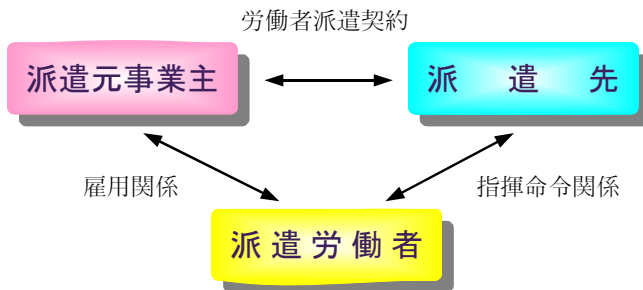 労働者派遣契約
派遣元事業主
派 遣 先
雇用関係
指揮命令関係
派遣労働者